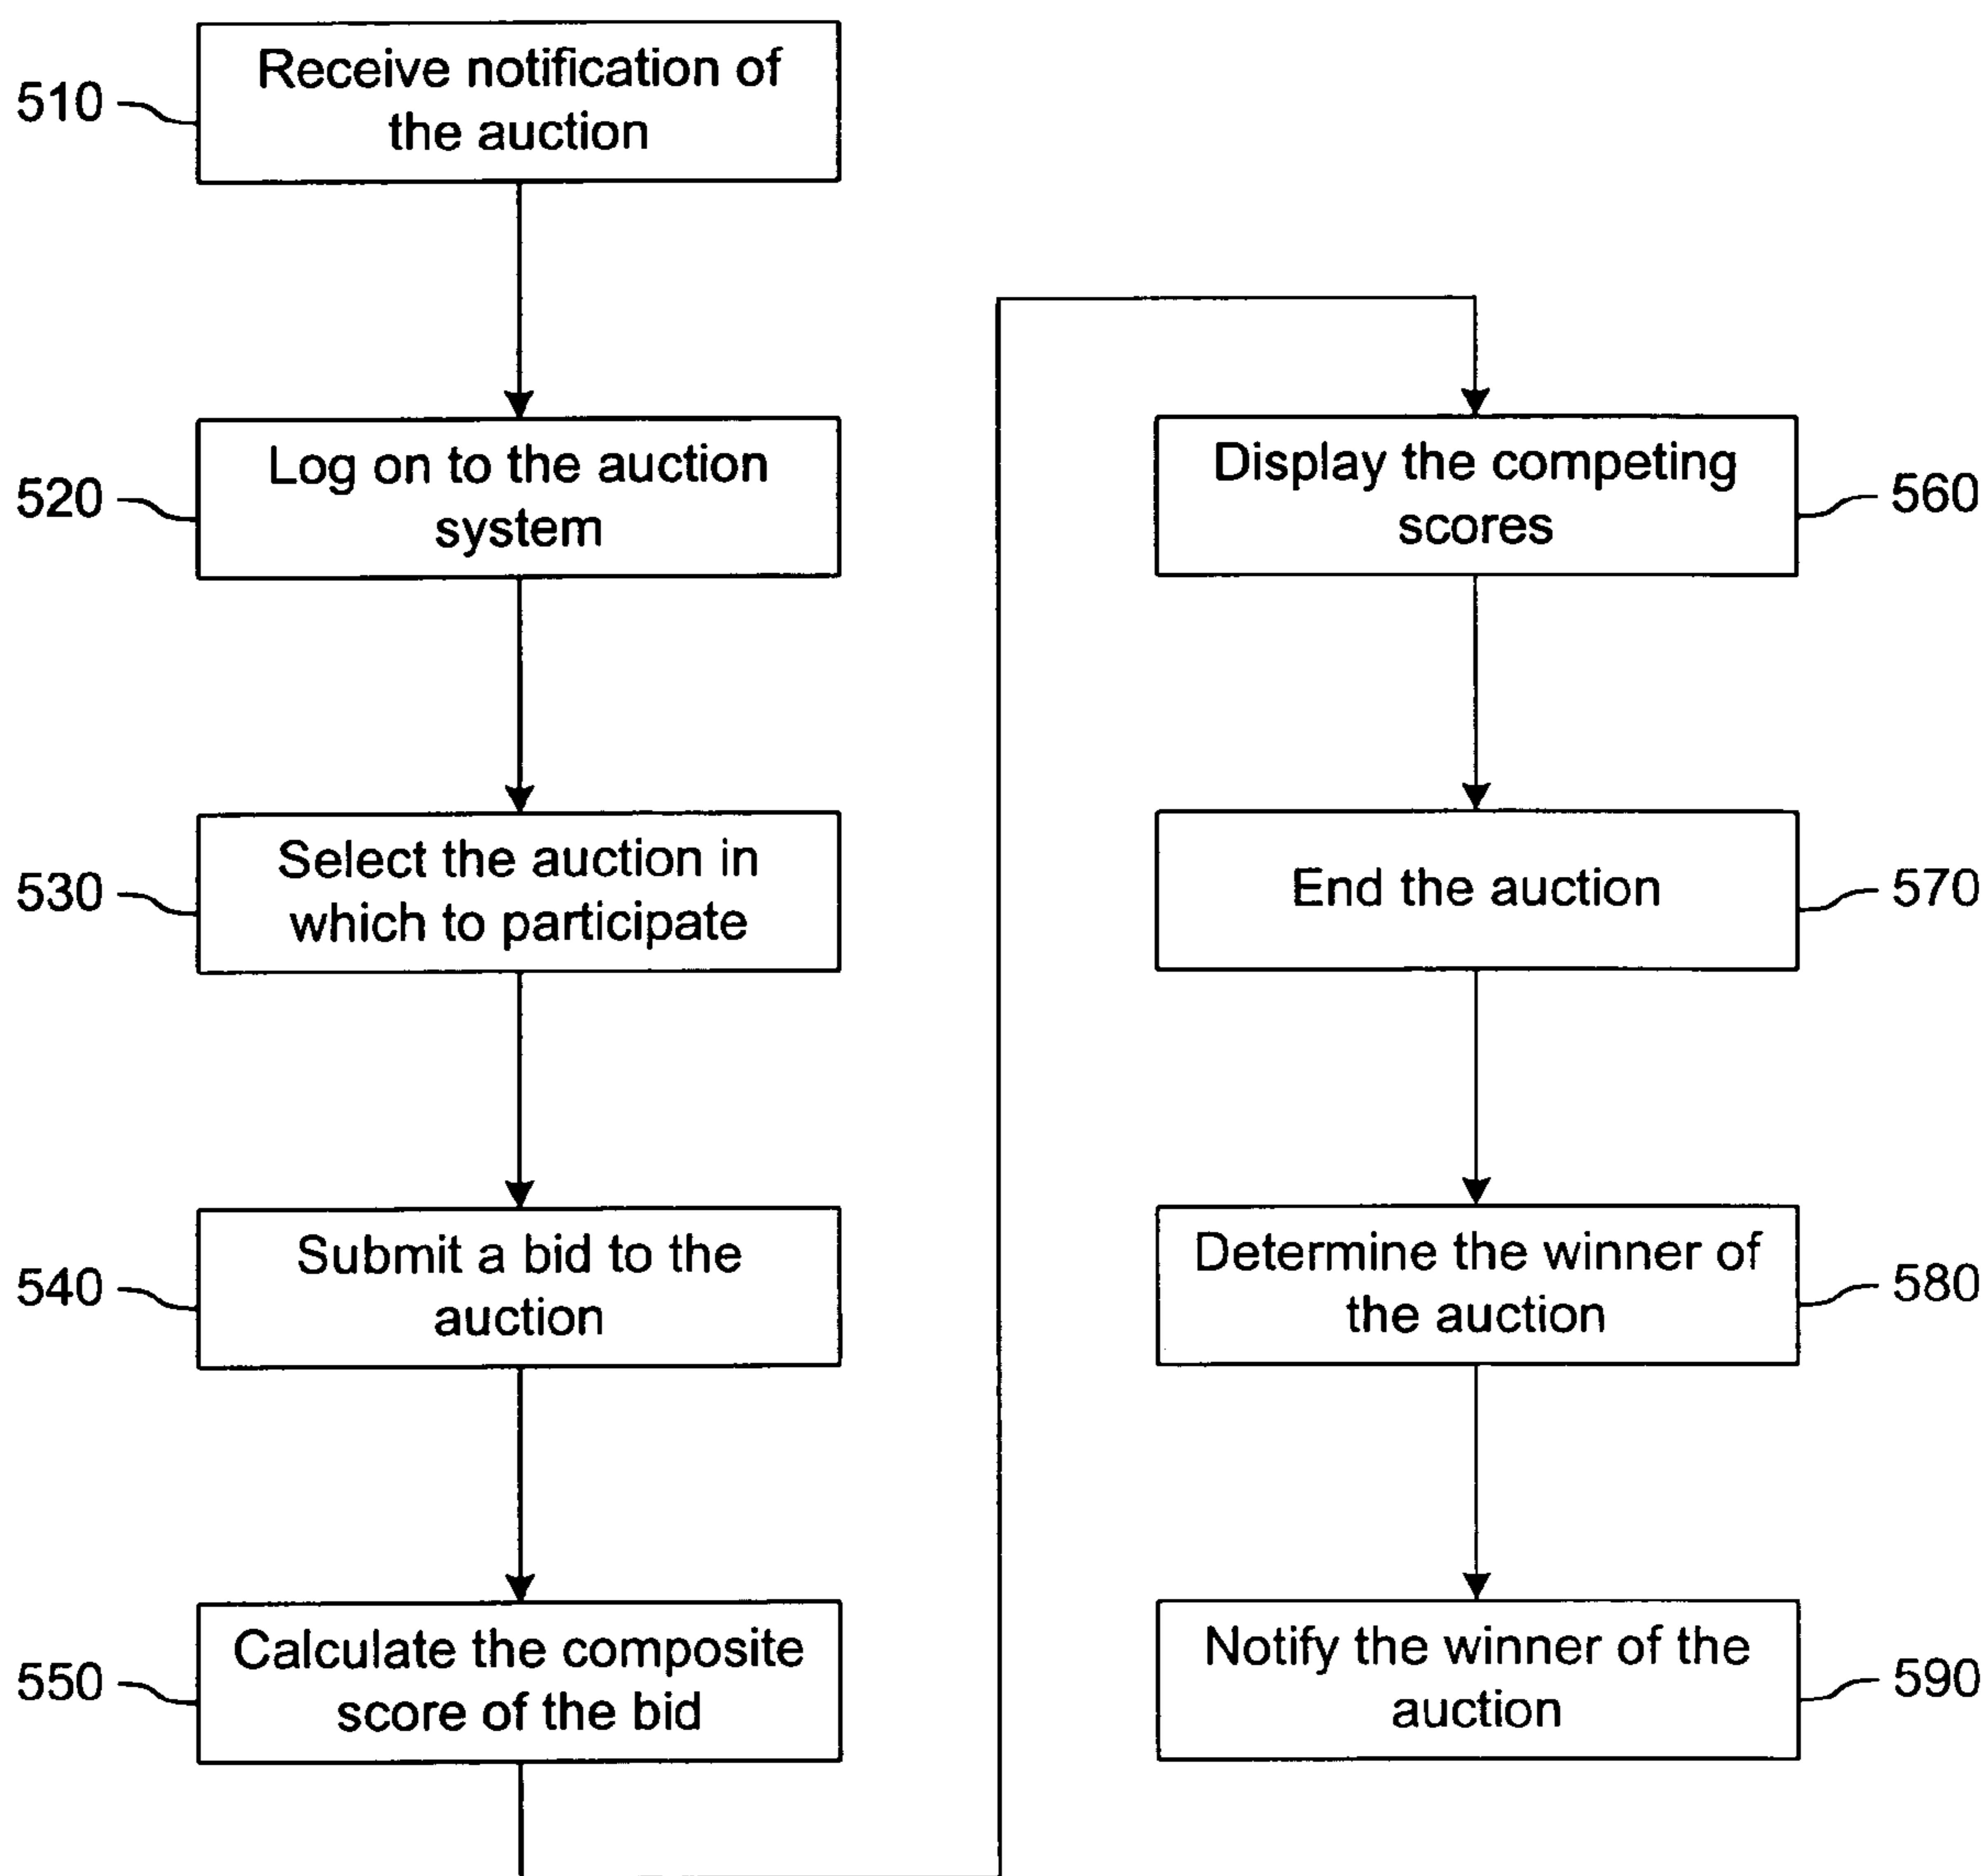 510
Receive notification of
the auction
520
Log on to the auction
system
530
Select the auction in
which to participate
540
Submit a bid to the
auction
550
Calculate the composite
score of the bid
Display the competing
scores
560
End the auction
570
Determine the winner of
the auction
580
Notify the winner of the
auction
590